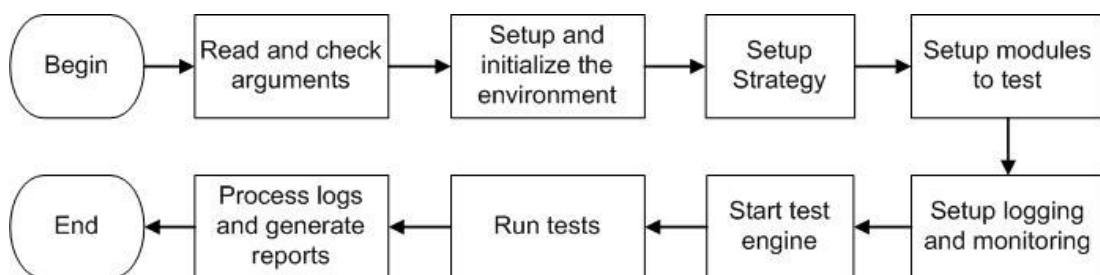 Begin
Read and check
arguments
Setup and
initialize the
environment
Setup
Strategy
Setup modules
to test
Setup logging
and monitoring
Start test
engine
Run tests
Process logs
and generate
reports
End